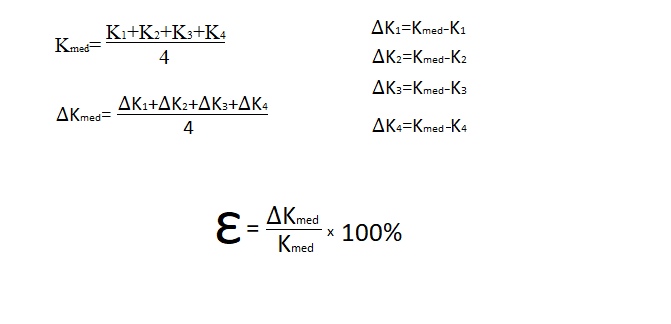 Kmed= K1+K2+K3+K4
4
ΔKmed= ΔK1+ΔK2+ΔK3+ΔK4
4
ΔK1=Kmed-K1
ΔK2=Kmed-K2
ΔK3=Kmed-K3
ΔK4=Kmed-K4
Ɛ= ΔKmed x 100%
Kmed